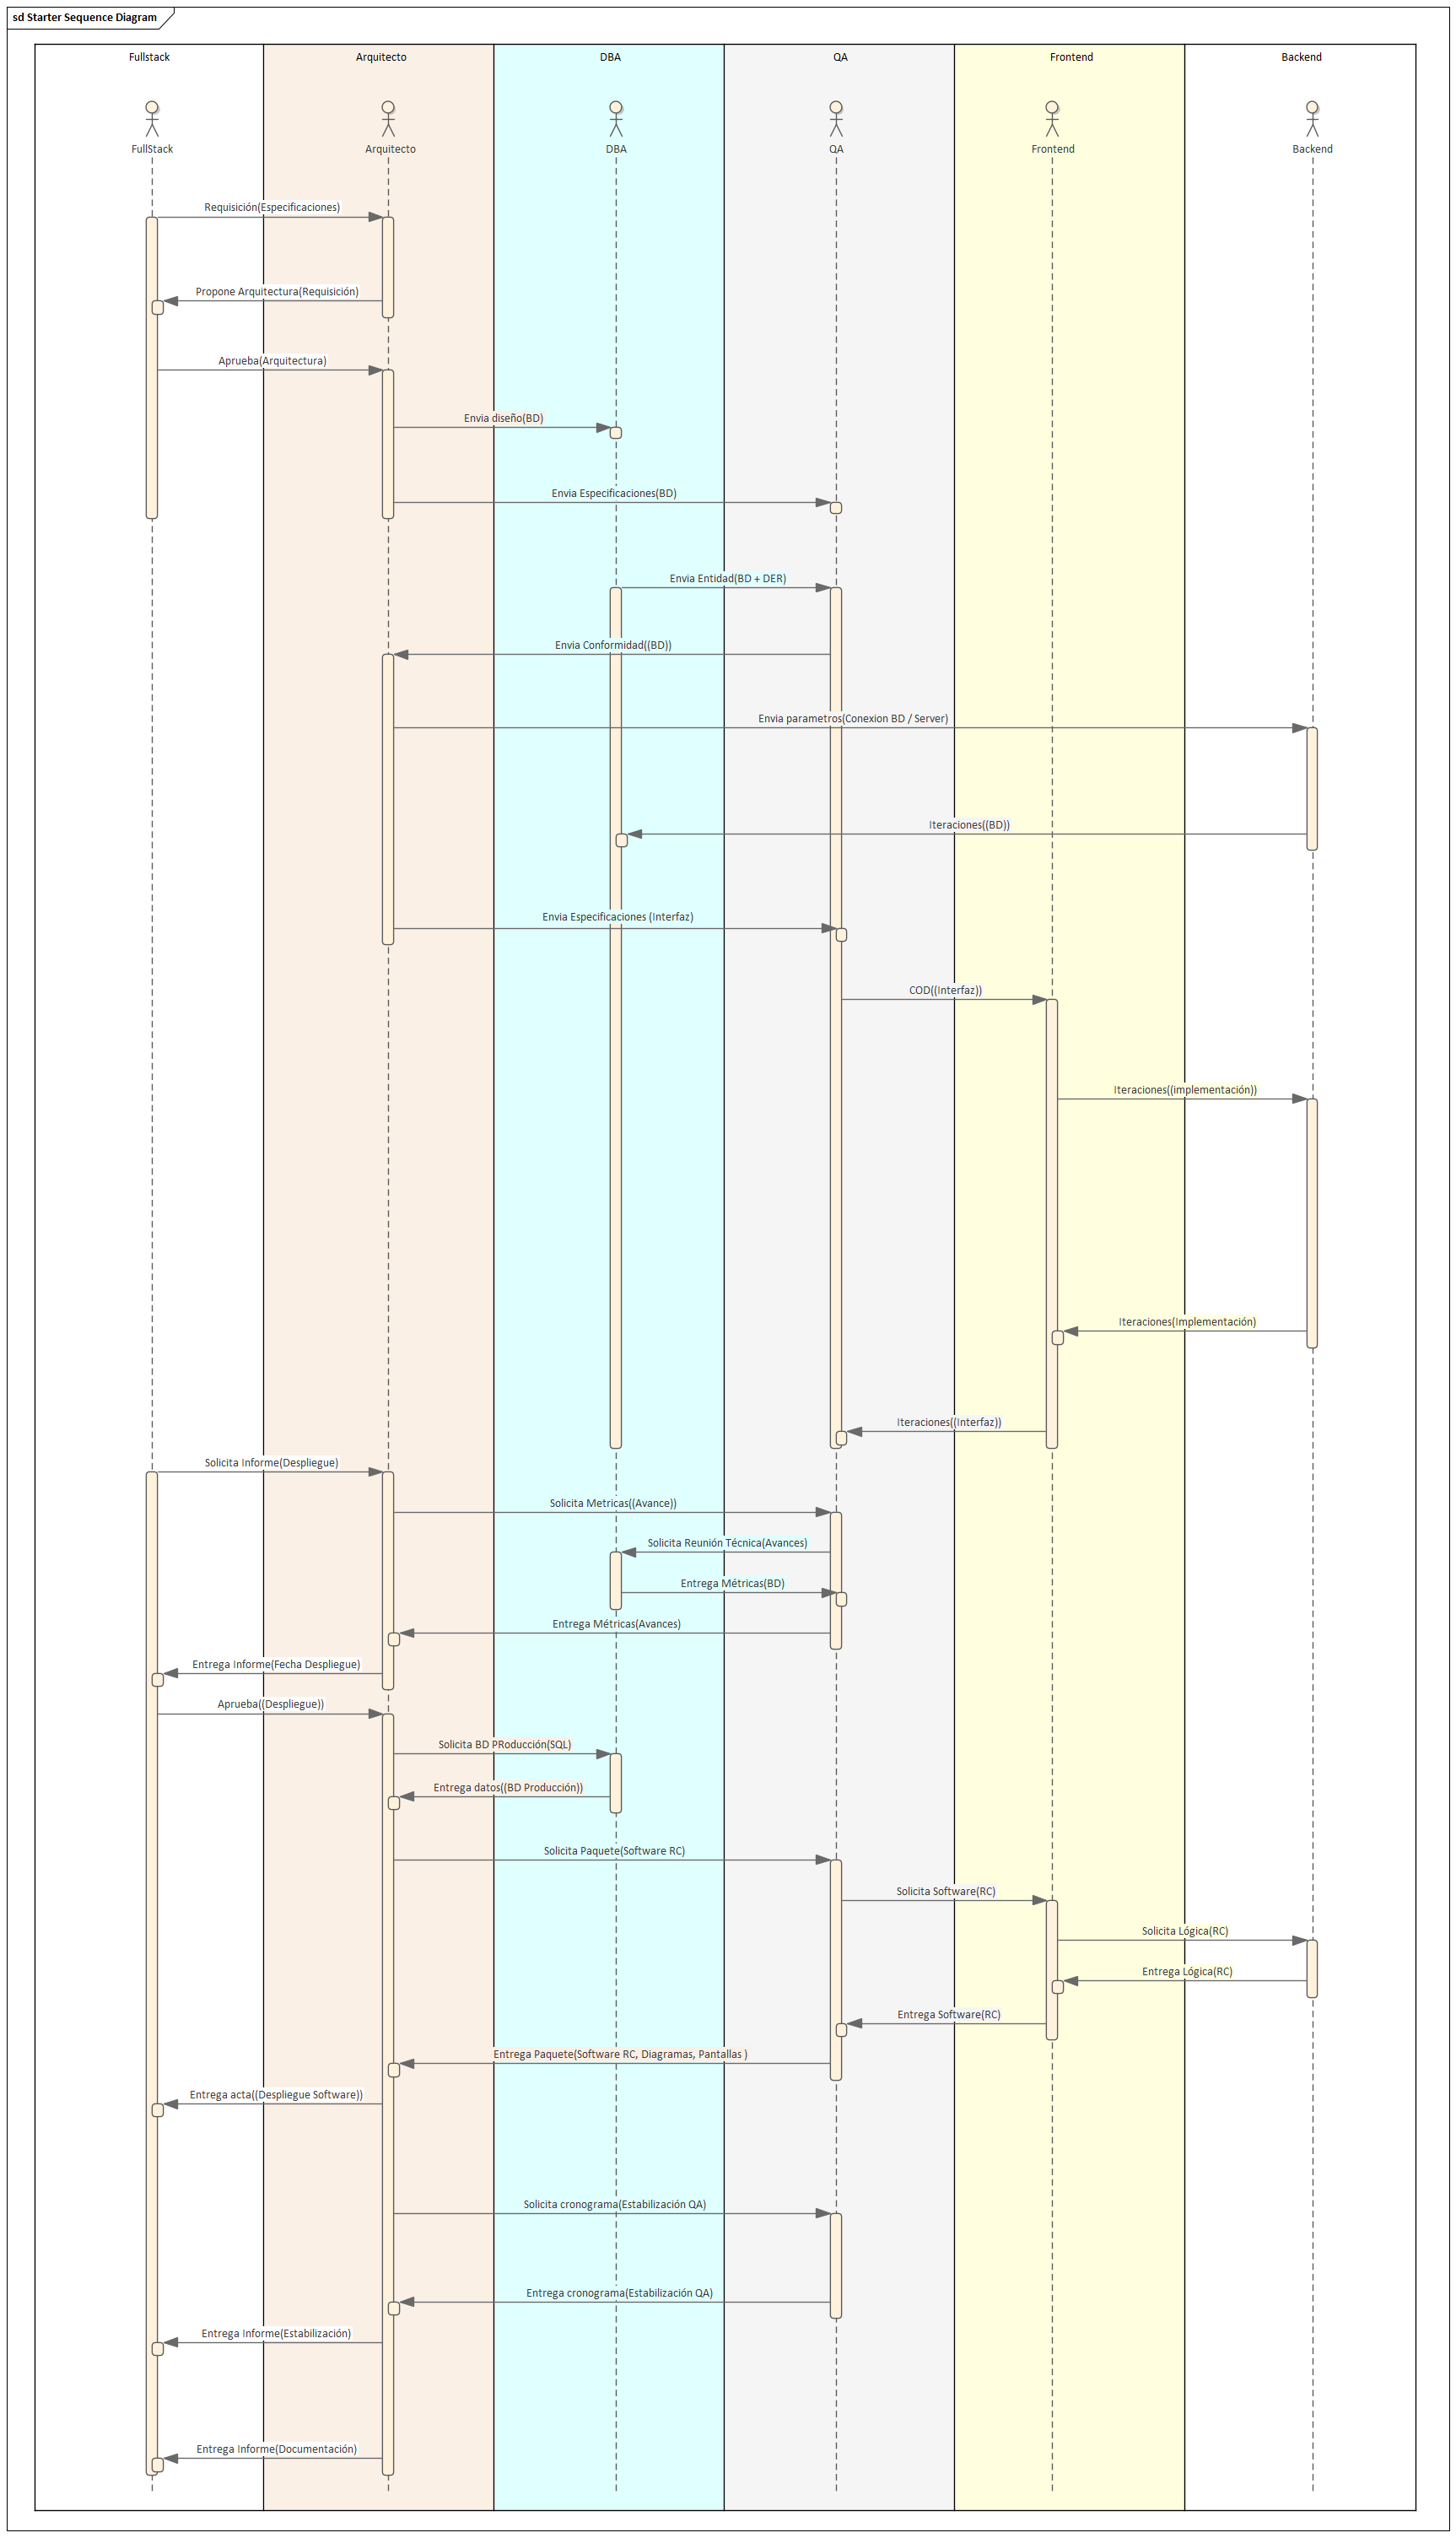 sd Starter Sequence Diagram
Fullstack
Arquitecto
DBA
QA
Frontend
Backend
FullStack
Arquitecto
DBA
QA
Frontend
Backend
Requisición(Especificaciones)
Propone Arquitectura(Requisición)
Aprueba(Arquitectura)
Envia diseño(BD)
Envia Especificaciones(BD)
Envia Entidad(BD + DER)
Envia Conformidad((BD))
Envia parametros(Conexion BD / Server)
Iteraciones((BD))
Envia Especificaciones (Interfaz)
COD((Interfaz))
Iteraciones((implementación))
Iteraciones(Implementación)
Iteraciones((Interfaz))
Solicita Informe(Despliegue)
Solicita Metricas((Avance))
Solicita Reunión Técnica(Avances)
Entrega Métricas(BD)
Entrega Métricas(Avances)
Entrega Informe(Fecha Despliegue)
Aprueba((Despliegue))
Solicita BD PRoducción(SQL)
Entrega datos((BD Producción))
Solicita Paquete(Software RC)
Solicita Software(RC)
Solicita Lógica(RC)
Entrega Lógica(RC)
Entrega Software(RC)
Entrega Paquete(Software RC, Diagramas, Pantallas )
Entrega acta((Despliegue Software))
Solicita cronograma(Estabilización QA)
Entrega cronograma(Estabilización QA)
Entrega Informe(Estabilización)
Entrega Informe(Documentación)